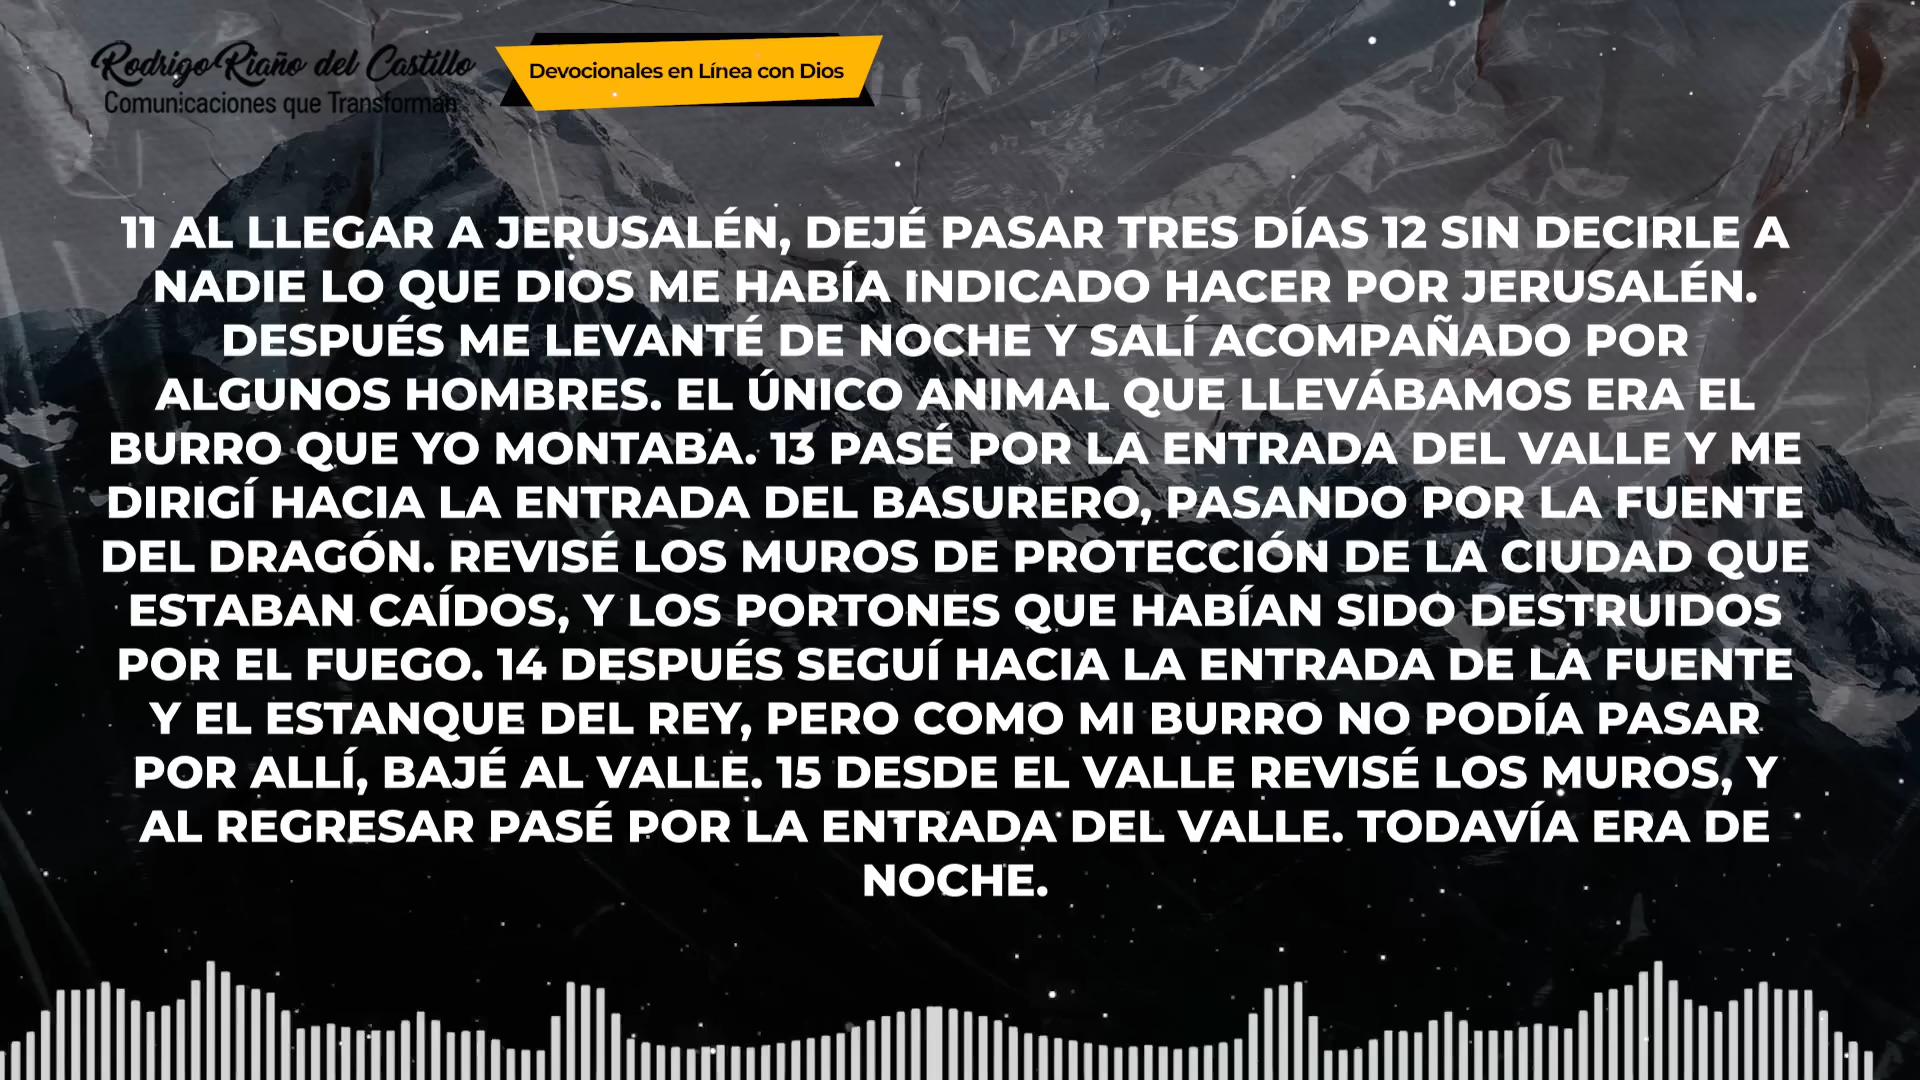 Rodrigo Riaño del Castillo
Comunicaciones que Transforman
Devocionales en Línea con Dios
11 AL LLEGAR A JERUSALÉN, DEJÉ PASAR TRES DÍAS 12 SIN DECIRLE A
NADIE LO QUE DIOS ME HABÍA INDICADO HACER POR JERUSALÉN.
DESPUÉS ME LEVANTÉ DE NOCHE Y SALÍ ACOMPAÑADO POR
ALGUNOS HOMBRES. EL ÚNICO ANIMAL QUE LLEVÁBAMOS ERA EL
BURRO QUE YO MONTABA. 13 PASÉ POR LA ENTRADA DEL VALLE Y ME
DIRIGÍ HACIA LA ENTRADA DEL BASURERO, PASANDO POR LA FUENTE
DEL DRAGÓN. REVISÉ LOS MUROS DE PROTECCIÓN DE LA CIUDAD QUE
ESTABAN CAÍDOS, Y LOS PORTONES QUE HABÍAN SIDO DESTRUIDOS
POR EL FUEGO. 14 DESPUÉS SEGUÍ HACIA LA ENTRADA DE LA FUENTE
Y EL ESTANQUE DEL REY, PERO COMO MI BURRO NO PODÍA PASAR
POR ALLÍ, BAJÉ AL VALLE. 15 DESDE EL VALLE REVISÉ LOS MUROS, Y
AL REGRESAR PASÉ POR LA ENTRADA DEL VALLE. TODAVÍA ERA DE
NOCHE.